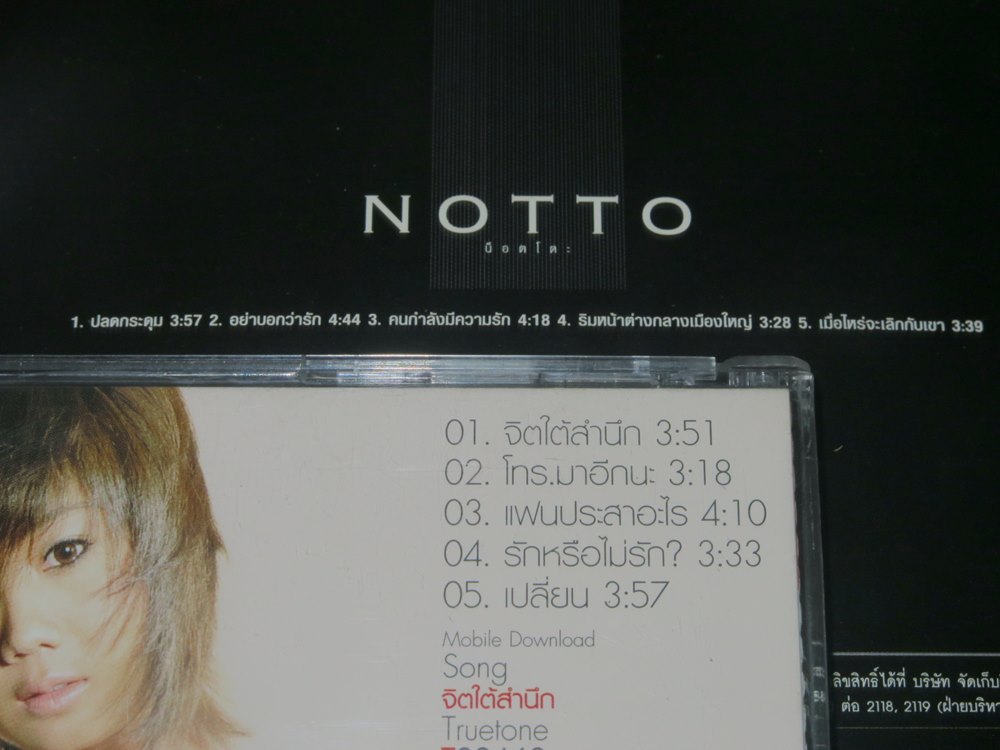 NOTTO
น็อตโตะ
1. ปลดกระดุม 3:57 2. อย่าบอกว่ารัก 4:44 3. คนกำลังมีความรัก 4:18 4. ริมหน้าต่างกลางเมืองใหญ่ 3:28 5. เมื่อไหร่จะเลิกกับเขา 3:39
01. จิตใต้สำนึก 3:51
02. โทร.มาอีกนะ 3:18
03. แฟนประสาอะไร 4:10
04. รักหรือไม่รัก? 3:33
05. เปลี่ยน 3:57
Mobile Download
Song
จิตใต้สำนึก
Truetone
ลิขสิทธิ์ได้ที่ บริษัท จัดเก็บ
ต่อ 2118, 2119 (ฝ่ายบริหา